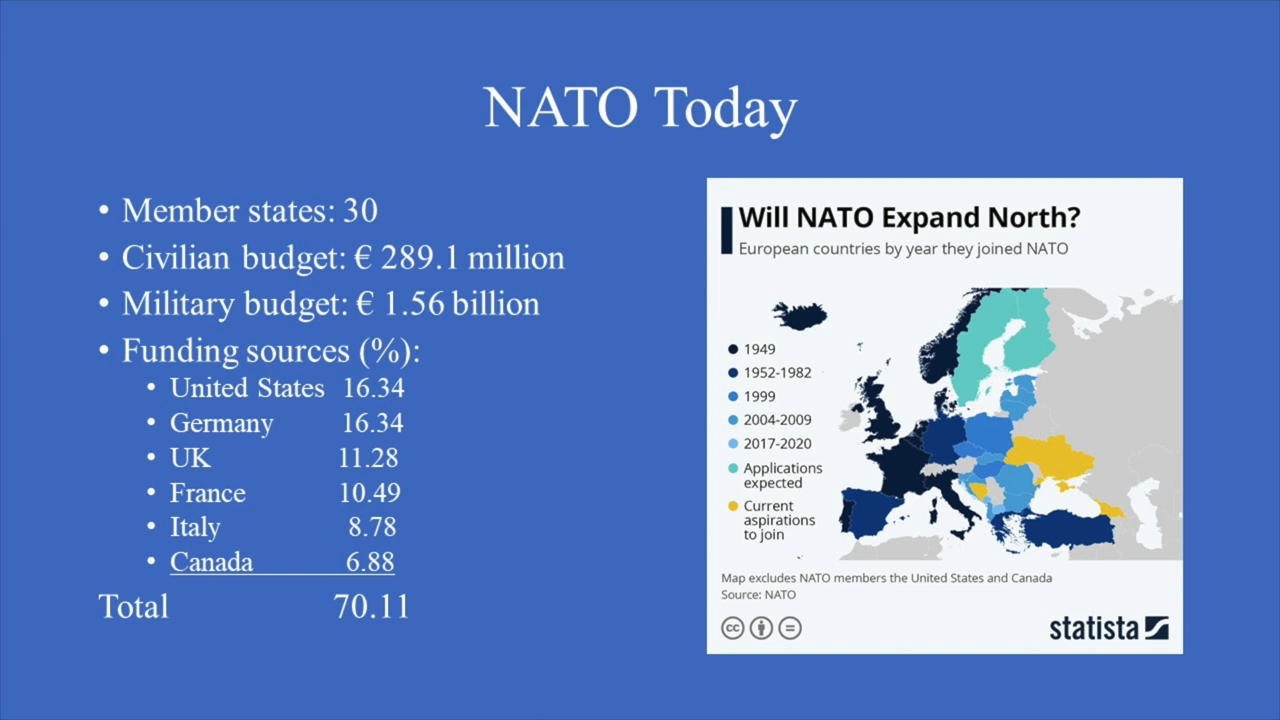 NATO Today
• Member states: 30
• Civilian budget: € 289.1 million
• Military budget: € 1.56 billion
• Funding sources (%):
• United States 16.34
• Germany 16.34
• UK 11.28
• France 10.49
• Italy 8.78
• Canada 6.88
Total 70.11
Will NATO Expand North?
European countries by year they joined NATO
1949
1952-1982
1999
2004-2009
2017-2020
Applications
expected
Current
aspirations
to join
Map excludes NATO members the United States and Canada
Source: NATO
cc
statista